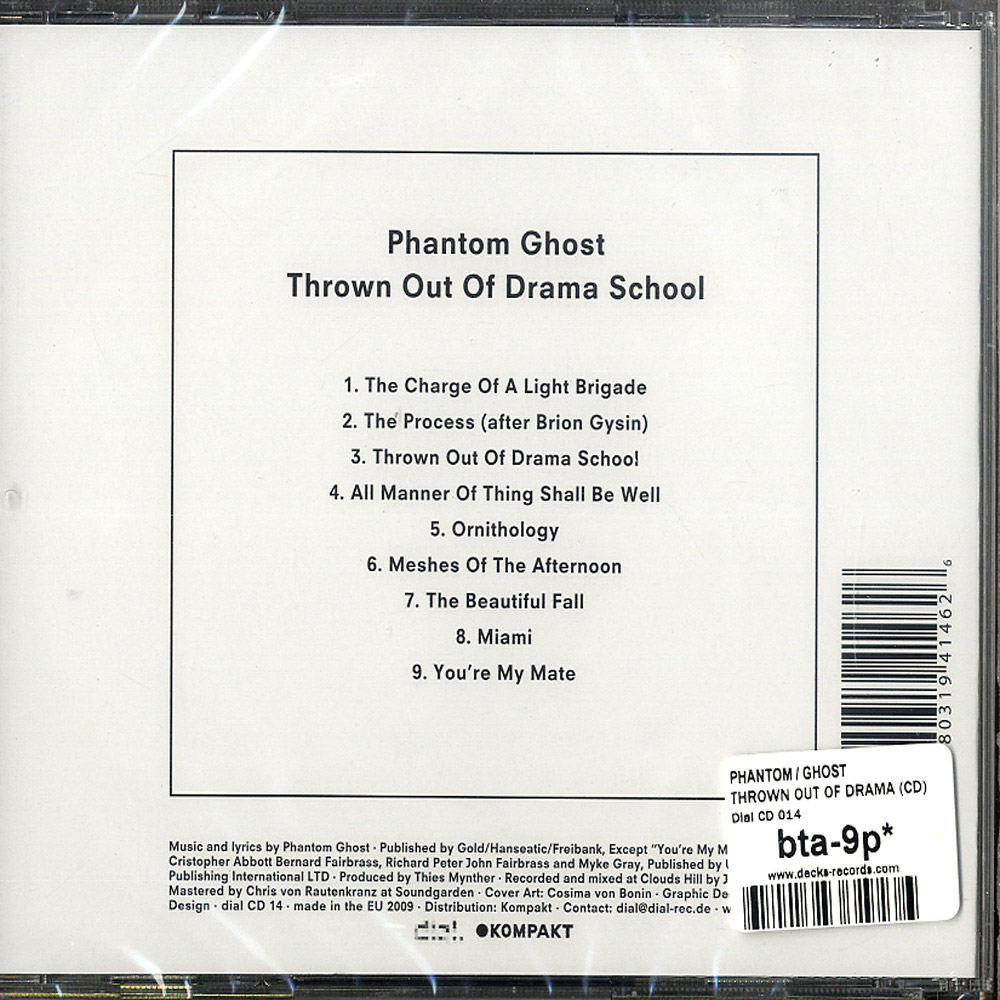 Phantom Ghost
Thrown Out Of Drama School
1. The Charge Of A Light Brigade
2. The Process (after Brion Gysin)
3. Thrown Out Of Drama School
4. All Manner Of Thing Shall Be Well
5. Ornithology
6. Meshes Of The Afternoon
7. The Beautiful Fall
8. Miami
9. You're My Mate
80319 41462 6
PHANTOM / GHOST
THROWN OUT OF DRAMA (CD)
Dial CD 014
bta-9p*
www.decks-records.com
Music and lyrics by Phantom Ghost · Published by Gold/Hanseatic/Freibank, Except "You're My M
Cristopher Abbott Bernard Fairbrass, Richard Peter John Fairbrass and Myke Gray, Published by
Publishing International LTD · Produced by Thies Mynther · Recorded and mixed at Clouds Hill by
Mastered by Chris von Rautenkranz at Soundgarden · Cover Art: Cosima von Bonin · Graphic De
Design · dial CD 14 · made in the EU 2009 · Distribution: Kompakt · Contact: dial@dial-rec.de · w
dial KOMPAKT